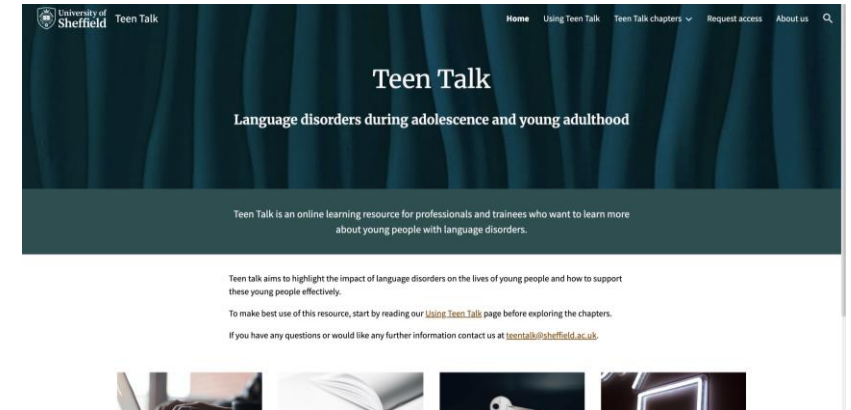 University of
Sheffield
Teen Talk
Home Using Teen Talk Teen Talk chapters Request access About us
Teen Talk
Language disorders during adolescence and young adulthood
Teen Talk is an online learning resource for professionals and trainees who want to learn more
about young people with language disorders.
Teen talk aims to highlight the impact of language disorders on the lives of young people and how to support
these young people effectively.
To make best use of this resource, start by reading our Using Teen Talk page before exploring the chapters.
If you have any questions or would like any further information contact us at teentalk@sheffield.ac.uk.